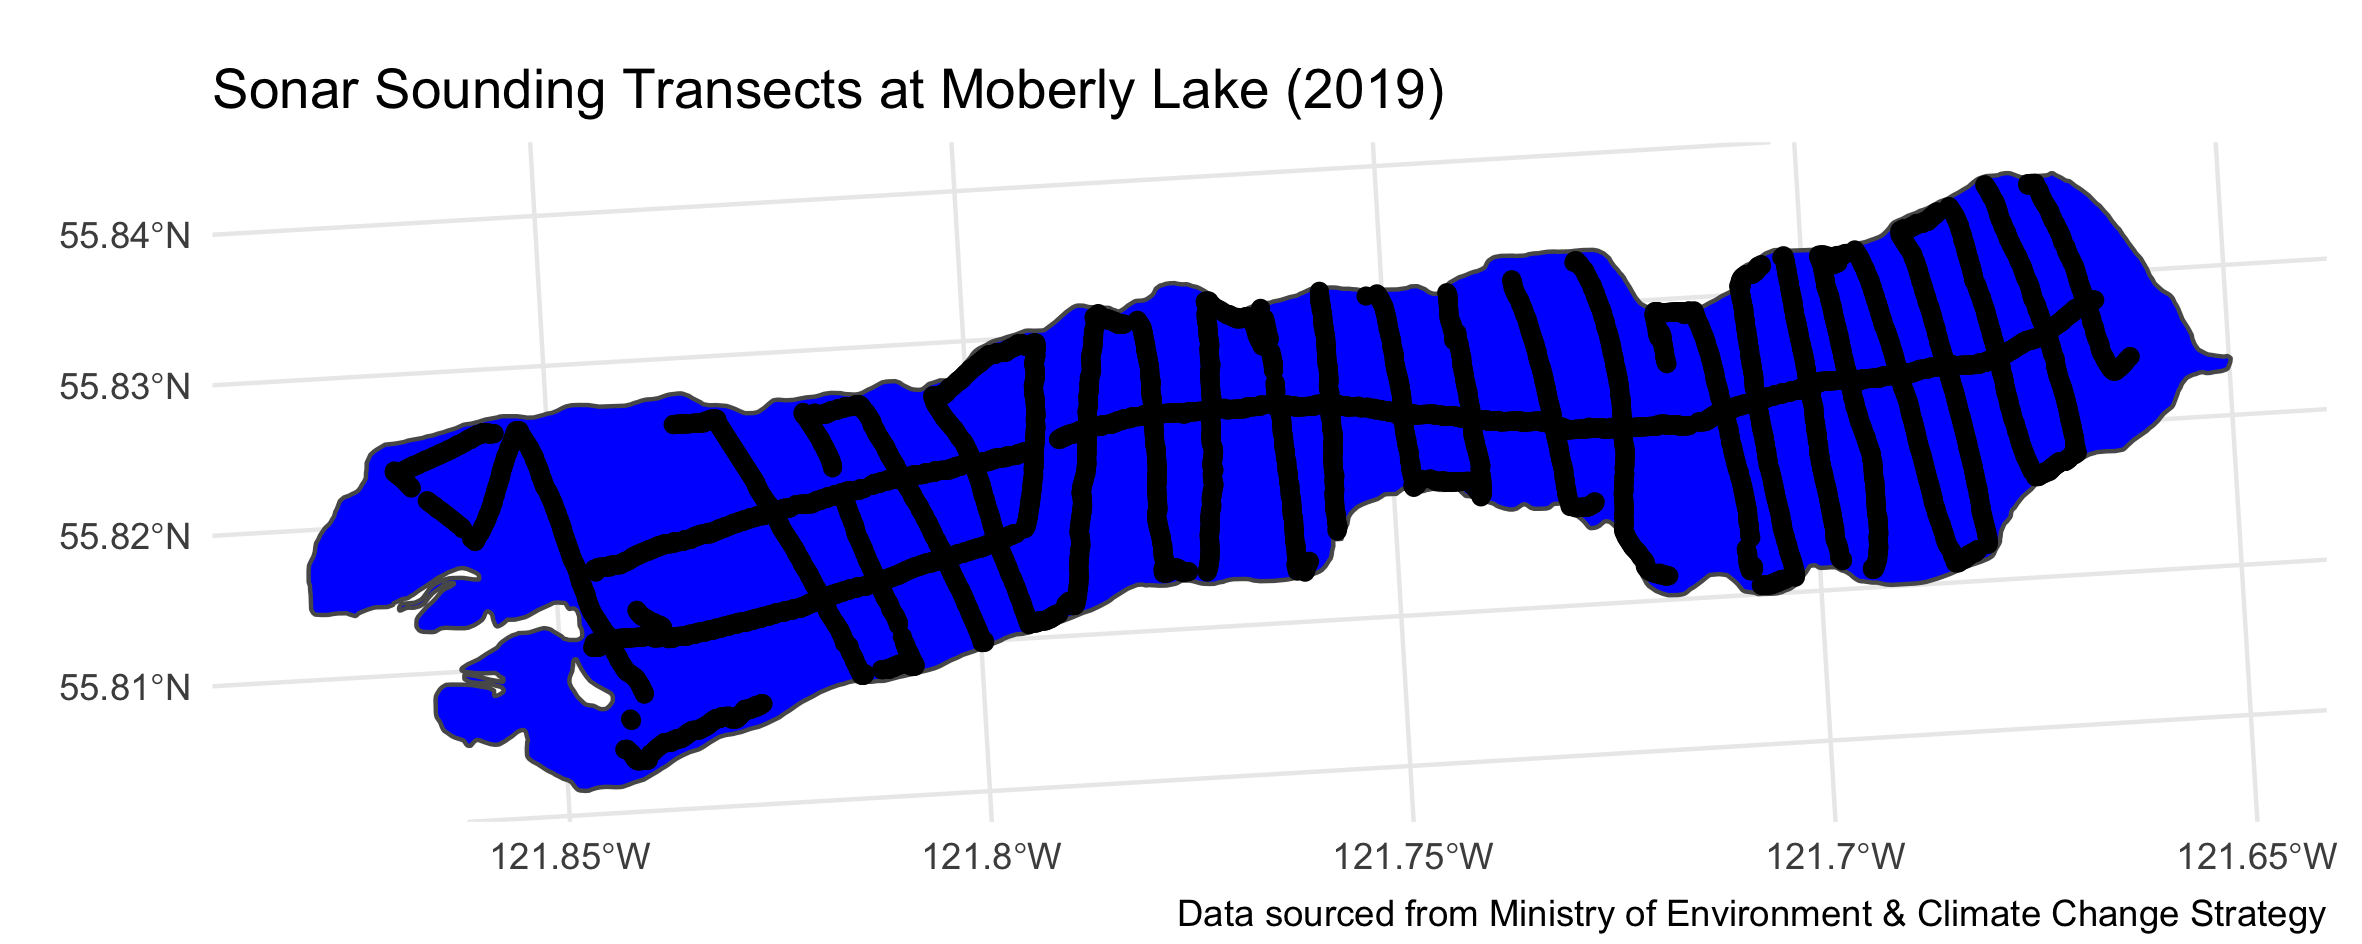 Sonar Sounding Transects at Moberly Lake (2019)
55.84°N
55.83°N
55.82°N
55.81°N
121.85°W
121.8°W
121.75°W
121.7°W
121.65°W
Data sourced from Ministry of Environment & Climate Change Strategy